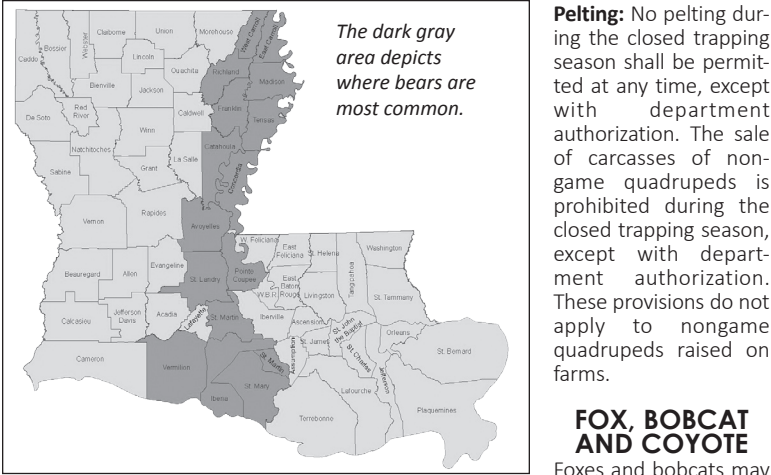 The dark gray
area depicts
where bears are
most common.
Caddo
Bossier
Webster
Claiborne
Union
Morehouse
West Carroll
East Carroll
Lincoln
Ouachita
Richland
Madison
Bienville
Jackson
De Soto
Red
River
Caldwell
Franklin
Tensas
Winn
Natchitoches
Catahoula
La Salle
Sabine
Grant
Concordia
Vernon
Rapides
Avoyelles
W. Feliciana
East
Feliciana
St. Helena
Washington
Tangipahoa
Beauregard
Allen
Evangeline
St. Landry
Pointe
Coupee
W.B.R.
East
Baton
Rouge
Livingston
St. Tammany
Calcasieu
Jefferson
Davis
Acadia
Lafayette
St. Martin
Iberville
Ascension
St. John
the Baptist
Orleans
Cameron
Vermilion
Iberia
St. Martin
St. Mary
Assumption
St. James
St. Charles
Jefferson
St. Bernard
Lafourche
Terrebonne
Plaquemines
Pelting: No pelting dur-
ing the closed trapping
season shall be permit-
ted at any time, except
with department
authorization. The sale
of carcasses of non-
game quadrupeds is
prohibited during the
closed trapping season,
except with depart-
ment authorization.
These provisions do not
apply to nongame
quadrupeds raised on
farms.
FOX, BOBCAT
AND COYOTE
Foxes and bobcats may